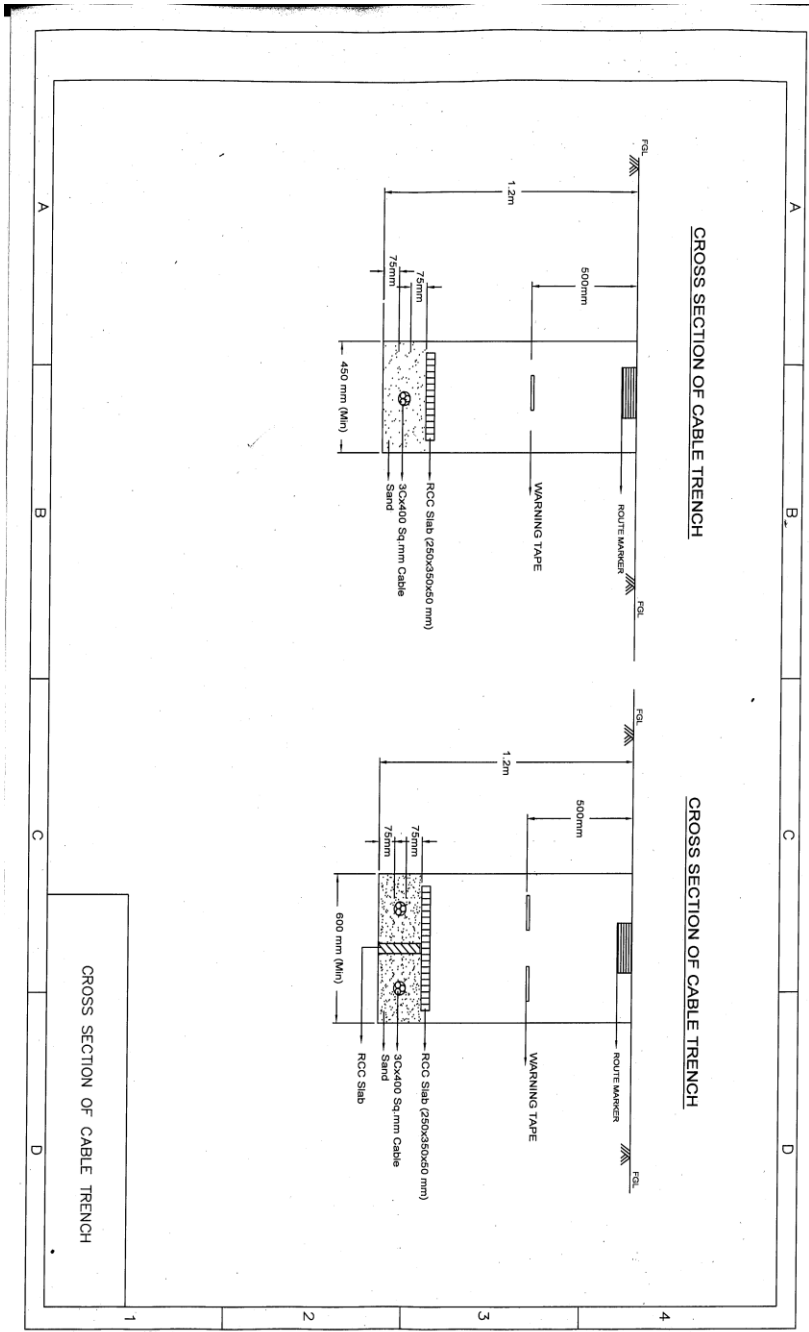 CROSS SECTION OF CABLE TRENCH
FGL
ROUTE MARKER
FGL
500mm
WARNING TAPE
1.2m
75mm
75mm
RCC Slab (250x350x50 mm)
3Cx400 Sq.mm Cable
Sand
450 mm (Min)
CROSS SECTION OF CABLE TRENCH
FGL
ROUTE MARKER
FGL
500mm
WARNING TAPE
1.2m
75mm
75mm
RCC Slab (250x350x50 mm)
3Cx400 Sq.mm Cable
Sand
RCC Slab
600 mm (Min)
CROSS SECTION OF CABLE TRENCH
A
B
C
D
A
B
C
D
4
3
2
1